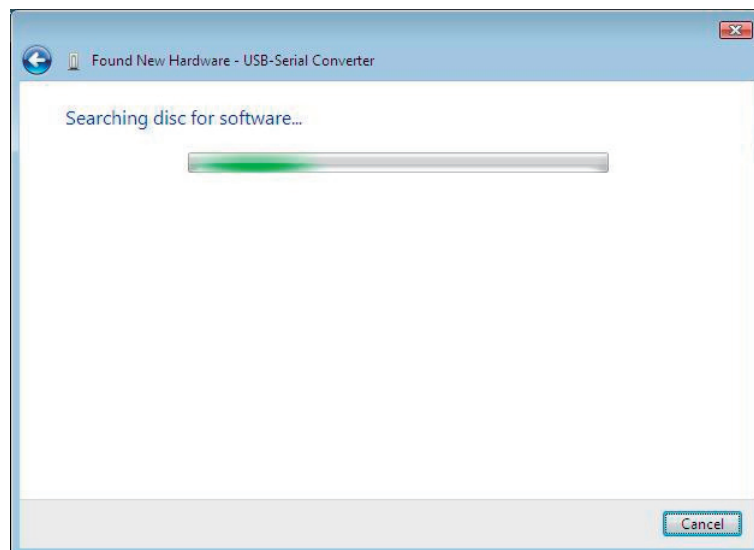 Found New Hardware - USB-Serial Converter
Searching disc for software...
Cancel